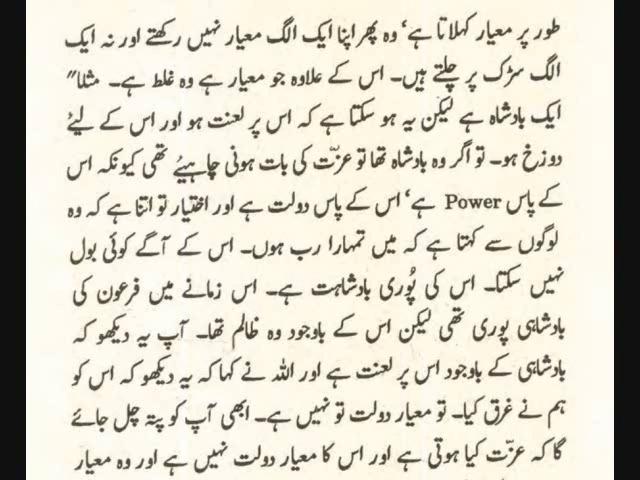 طور پر معیار کہلاتا ہے، وہ پھر اپنا ایک الگ معیار نہیں رکھتے اور نہ ایک
الگ سڑک پر چلتے ہیں۔ اس کے علاوہ جو معیار ہے وہ غلط ہے۔ مثلاً"
ایک بادشاہ ہے لیکن یہ ہو سکتا ہے کہ اس پر لعنت ہو اور اس کے لیئے
دوزخ ہو۔ تو اگر وہ بادشاہ تھا تو عزّت کی بات ہونی چاہیئے تھی کیونکہ اس
کے پاس Power ہے، اس کے پاس دولت ہے اور اختیار تو اتنا ہے کہ وہ
لوگوں سے کہتا ہے کہ میں تمہارا رب ہوں۔ اس کے آگے کوئی بول
نہیں سکتا۔ اس کی پُوری بادشاہت ہے۔ اس زمانے میں فرعون کی
بادشاہی پوری تھی لیکن اس کے باوجود وہ ظالم تھا۔ آپ یہ دیکھو کہ
بادشاہی کے باوجود اس پر لعنت ہے اور اللہ نے کہا کہ یہ دیکھو کہ اس کو
ہم نے غرق کیا۔ تو معیار دولت تو نہیں ہے۔ ابھی آپ کو پتہ چل جائے
گا کہ عزّت کیا ہوتی ہے اور اس کا معیار دولت نہیں ہے اور وہ معیار